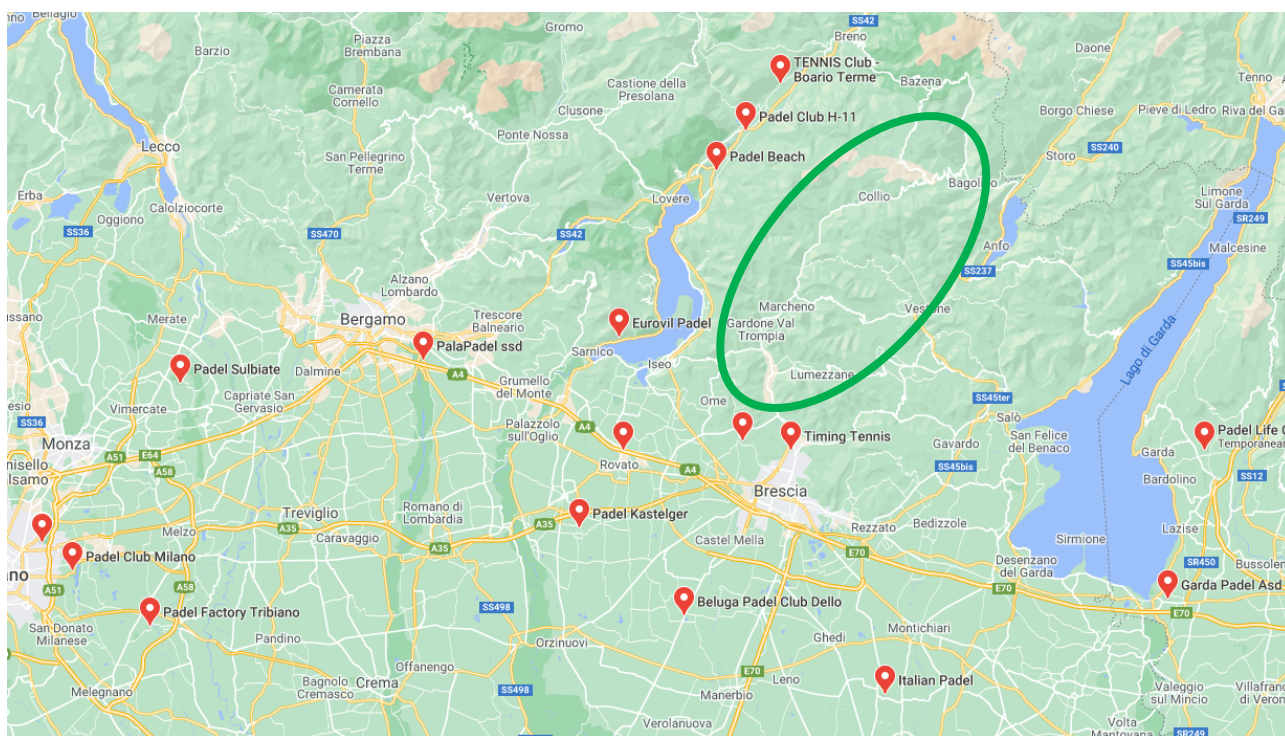 Bellagio
Barzio
Piazza
Brembana
Gromo
SS42
Breno
Daone
TENNIS Club -
Boario Terme
Bazena
Tenno
Camerata
Cornello
Castione della
Presolana
Clusone
Borgo Chiese
Pieve di Ledro
Riva del Ga
Padel Club H-11
Ponte Nossa
Lecco
SS240
San Pellegrino
Terme
Padel Beach
Storo
Erba
Vertova
Lovere
Collio
Bagolino
Limone
Sul Garda
Calolziocorte
Oggiono
SS36
SS470
SS42
SR249
Anfo
Malcesine
SS45bis
SS237
Alzano
Lombardo
Marcheno
Vestone
Merate
Bergamo
Trescore
Balneario
Eurovil Padel
Gardone Val
Trompia
PalaPadel ssd
Sarnico
Iseo
Lago di Garda
Padel Sulbiate
Dalmine
A4
Grumello
del Monte
Lumezzane
Capriate San
Gervasio
Ome
SS45ter
Salò
Vimercate
SS36
Palazzolo
sull'Oglio
A4
Timing Tennis
San Felice
del Benaco
Padel Life
Temporanea
Monza
Gavardo
Garda
A51
E64
Rovato
A4
SS45bis
A58
Bardolino
SS12
Brescia
Romano di
Lombardia
Padel Kastelger
Treviglio
A35
Rezzato
Bedizzole
Lazise
Melzo
A35
Caravaggio
A35
Castel Mella
Sirmione
Padel Club Milano
E70
Desenzano
del Garda
SR450
Bussolen
A51
A58
E70
Garda Padel Asd
Padel Factory Tribiano
SS498
Beluga Padel Club Dello
E70
San Donato
Milanese
Pandino
Orzinuovi
Ghedi
Montichiari
Offanengo
E70
Leno
Italian Padel
Melegnano
Bagnolo
Cremasco
Crema
SS498
Manerbio
Valeggio
sul Mincio
Villafran
di Veron
Verolanuova
Volta
Mantovana
SR249